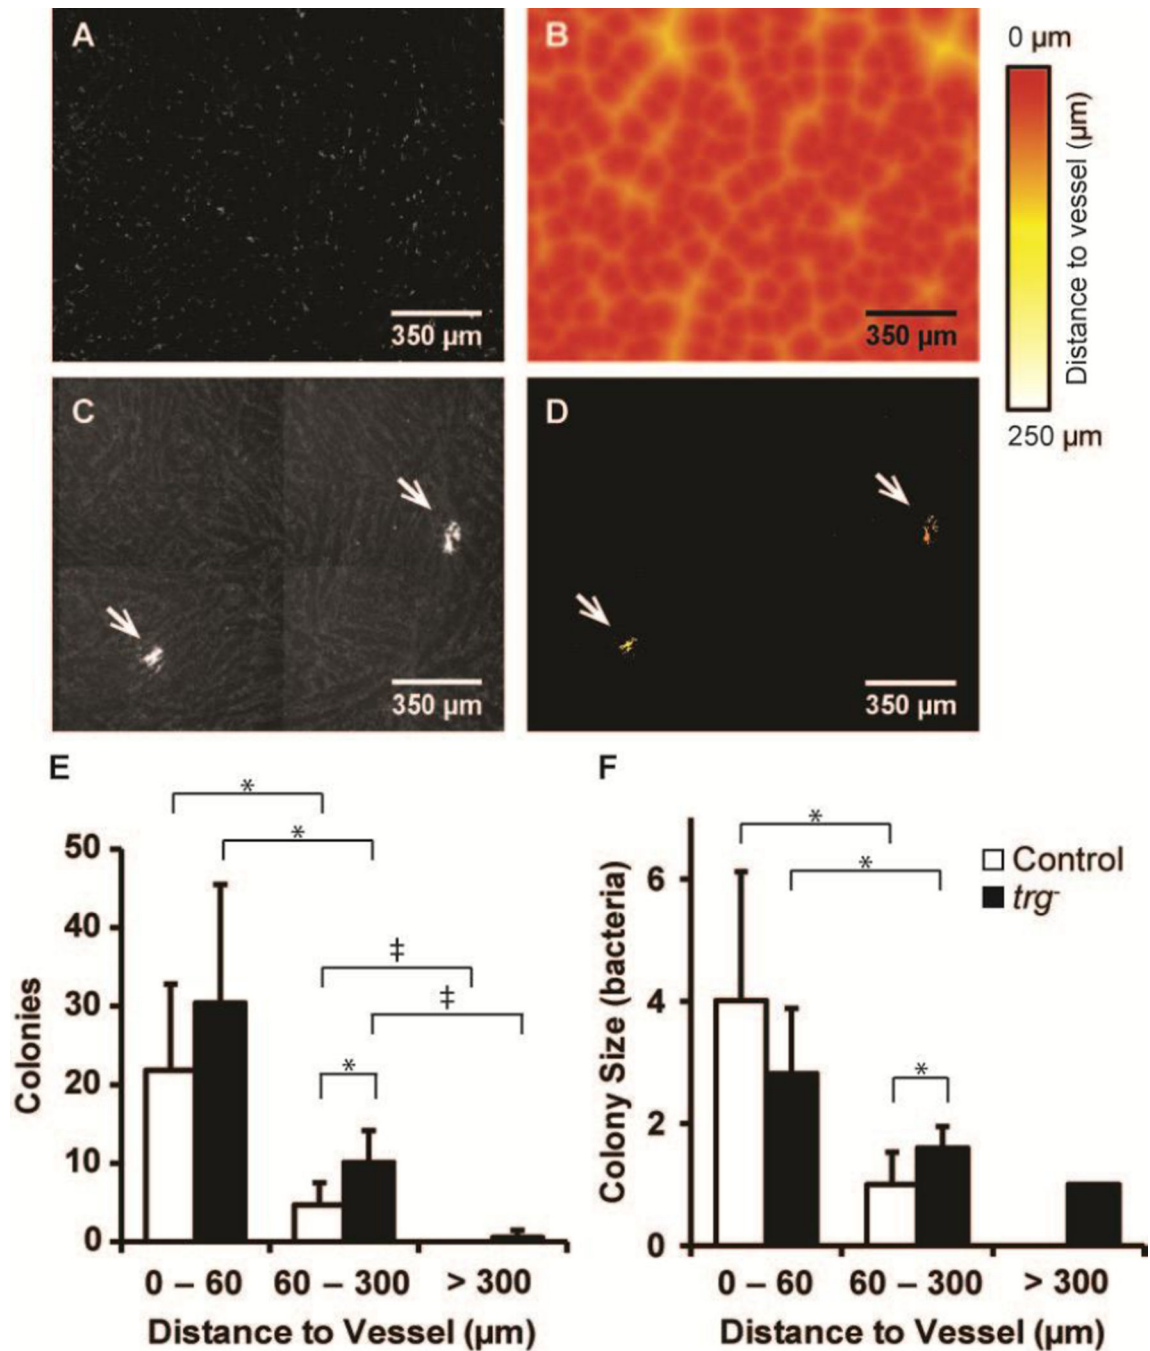 A
350 µm
B
350 µm
0 µm
Distance to vessel (µm)
250 µm
C
350 µm
D
350 µm
E
*
*
‡
‡
*
50
40
30
20
10
0
Colonies
0 – 60
60 – 300
> 300
Distance to Vessel (µm)
F
*
*
*
Control
trg-
6
4
2
0
Colony Size (bacteria)
0 – 60
60 – 300
> 300
Distance to Vessel (µm)